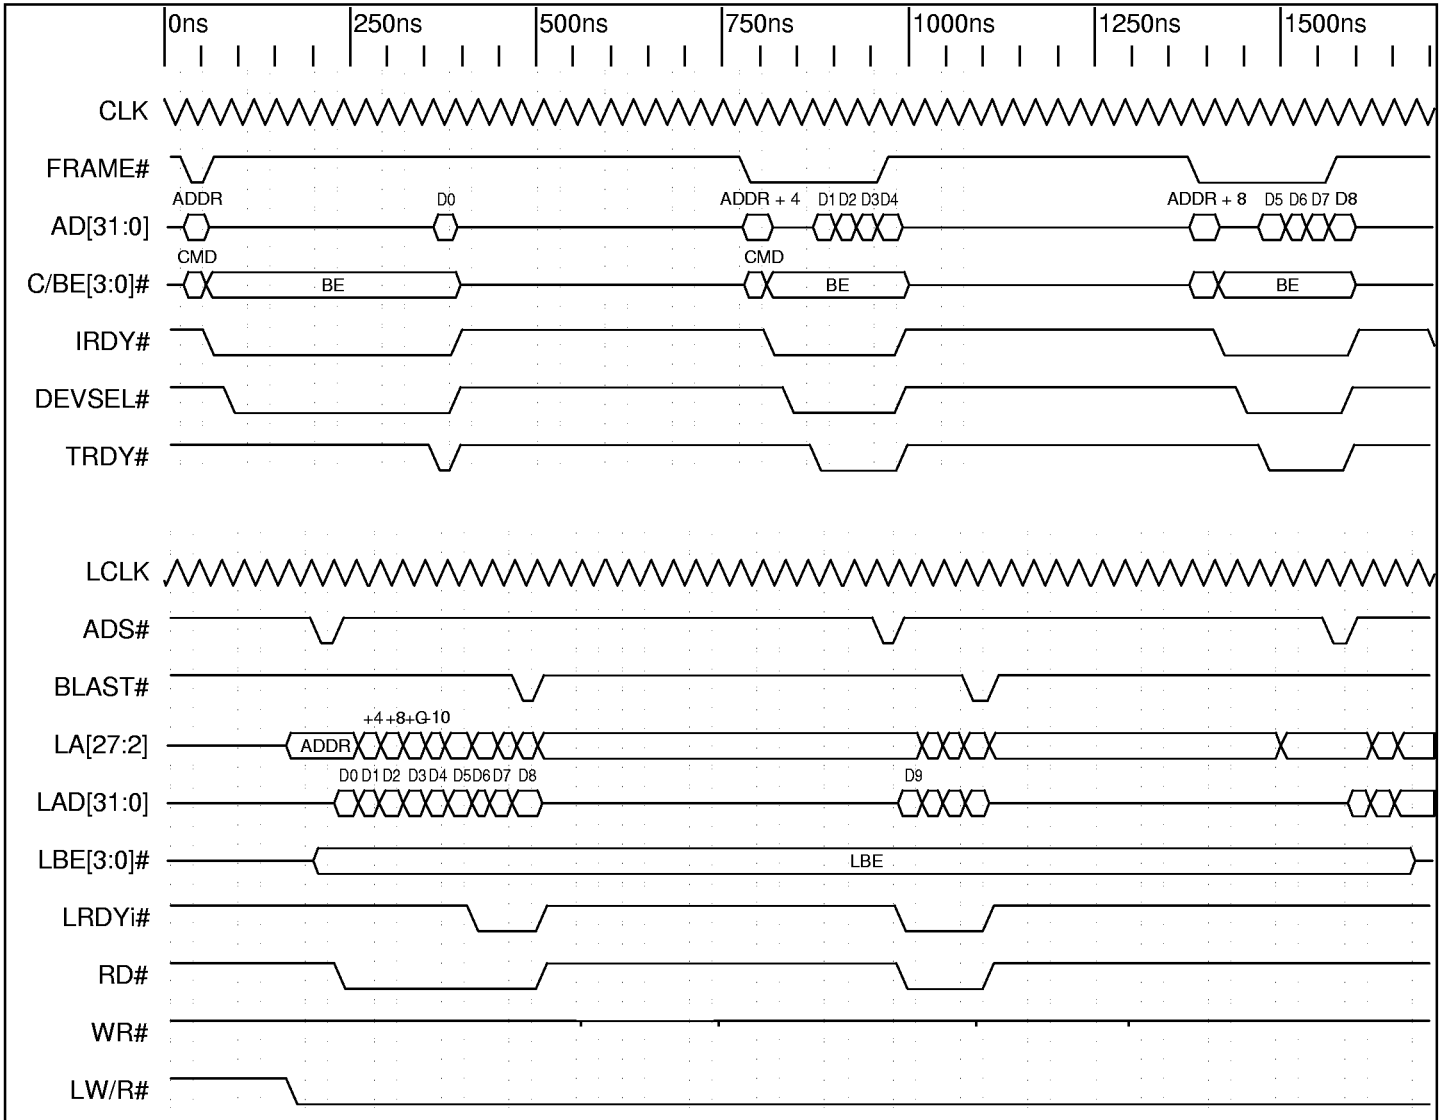 0ns 250ns 500ns 750ns 1000ns 1250ns 1500ns
CLK
FRAME#
ADDR D0 ADDR + 4 D1 D2 D3 D4 ADDR + 8 D5 D6 D7 D8
AD[31:0]
CMD CMD
C/BE[3:0]# BE BE BE
IRDY#
DEVSEL#
TRDY#
LCLK
ADS#
BLAST#
+4 +8 +C +10
LA[27:2] ADDR
D0 D1 D2 D3 D4 D5 D6 D7 D8 D9
LAD[31:0]
LBE[3:0]# LBE
LRDYi#
RD#
WR#
LW/R#